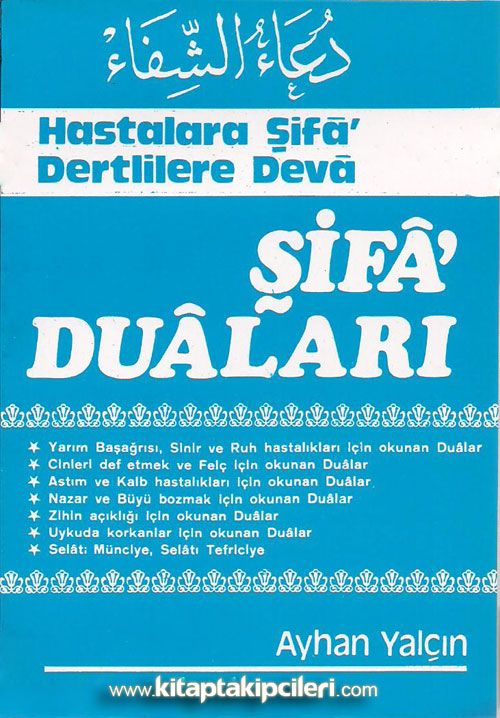 دُعَاءُ الشِّفَاءْ
Hastalara Şifâ'
Dertlilere Devâ
ŞİFÂ'
DUÂLARI
★ Yarım Başağrısı, Sinir ve Ruh hastalıkları için okunan Duâlar
★ Cinleri def etmek ve Felç için okunan Duâlar
★ Astım ve Kalb hastalıkları için okunan Duâlar
★ Nazar ve Büyü bozmak için okunan Duâlar
★ Zihin açıklığı için okunan Duâlar
★ Uykuda korkanlar için okunan Duâlar
★ Selâtı Münciye, Selâtı Tefriciye
Ayhan Yalçın
www.kitaptakipcileri.com